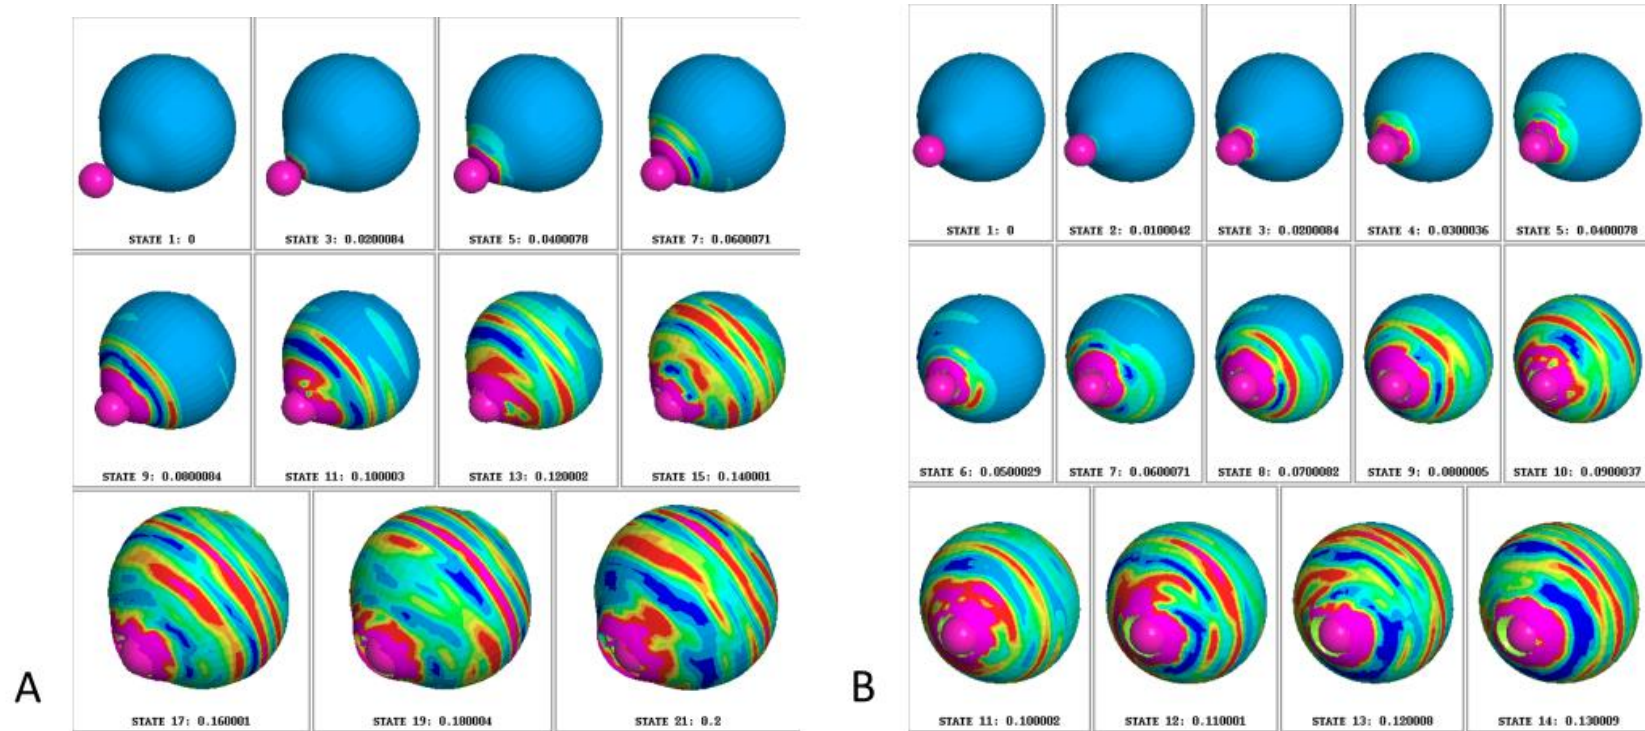 STATE 1: 0
STATE 3: 0.0200084
STATE 5: 0.0400078
STATE 7: 0.0600071
STATE 9: 0.0800084
STATE 11: 0.100003
STATE 13: 0.120002
STATE 15: 0.140001
STATE 17: 0.160001
STATE 19: 0.180004
STATE 21: 0.2
A
STATE 1: 0
STATE 2: 0.0100042
STATE 3: 0.0200084
STATE 4: 0.0300036
STATE 5: 0.0400078
STATE 6: 0.0500029
STATE 7: 0.0600071
STATE 8: 0.0700082
STATE 9: 0.0800005
STATE 10: 0.0900037
STATE 11: 0.100002
STATE 12: 0.110001
STATE 13: 0.120008
STATE 14: 0.130009
B